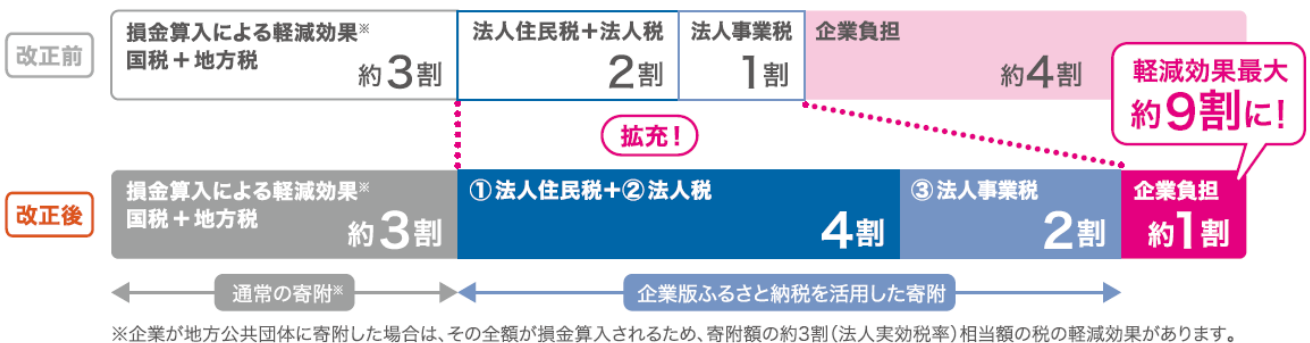 改正前
損金算入による軽減効果※
国税+地方税
約3割
法人住民税+法人税
2割
法人事業税
1割
企業負担
約4割
軽減効果最大
約9割に!
拡充!
改正後
損金算入による軽減効果※
国税+地方税
約3割
①法人住民税+②法人税
4割
③法人事業税
2割
企業負担
約1割
通常の寄附※
企業版ふるさと納税を活用した寄附
※企業が地方公共団体に寄附した場合は、その全額が損金算入されるため、寄附額の約3割(法人実効税率)相当額の税の軽減効果があります。